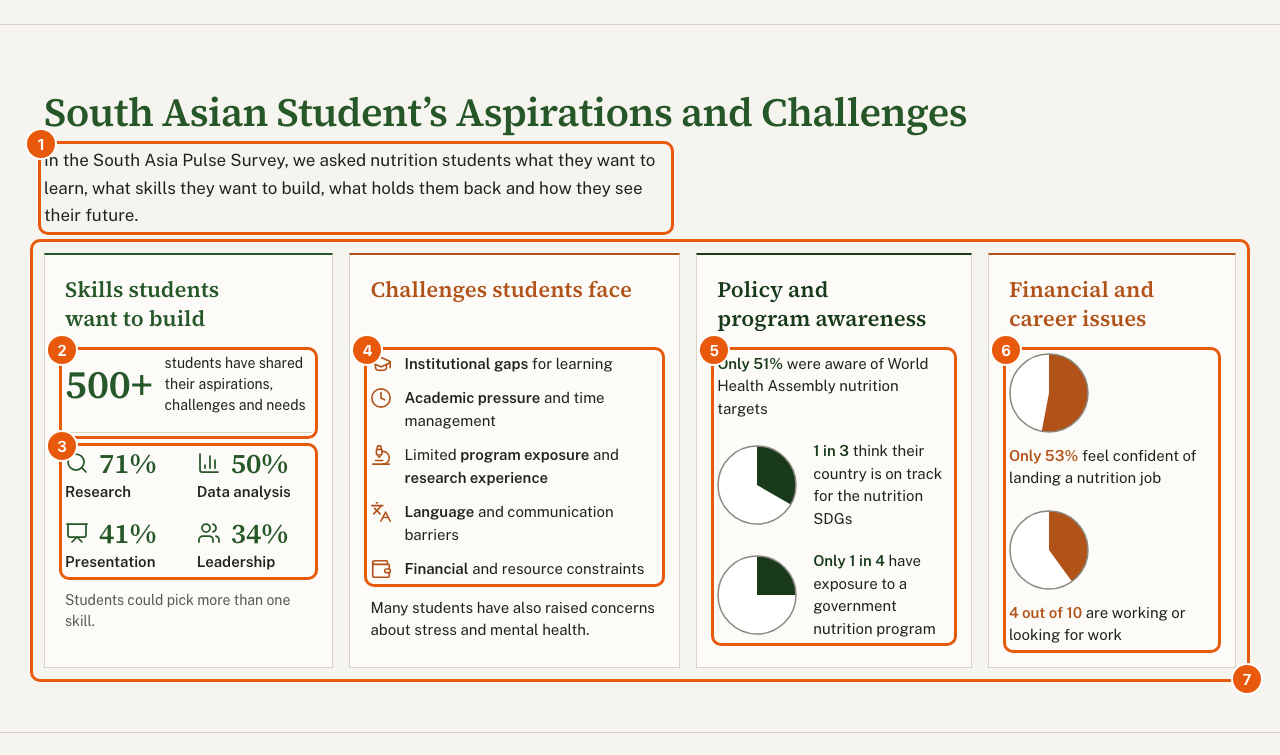 South Asian Student’s Aspirations and Challenges
1
In the South Asia Pulse Survey, we asked nutrition students what they want to
learn, what skills they want to build, what holds them back and how they see
their future.
Skills students
want to build
2
500+
students have shared
their aspirations,
challenges and needs
3
71%
Research
50%
Data analysis
41%
Presentation
34%
Leadership
Students could pick more than one
skill.
Challenges students face
4
Institutional gaps for learning
Academic pressure and time
management
Limited program exposure and
research experience
Language and communication
barriers
Financial and resource constraints
Many students have also raised concerns
about stress and mental health.
Policy and
program awareness
5
Only 51% were aware of World
Health Assembly nutrition
targets
1 in 3 think their
country is on track
for the nutrition
SDGs
Only 1 in 4 have
exposure to a
government
nutrition program
Financial and
career issues
6
Only 53% feel confident of
landing a nutrition job
4 out of 10 are working or
looking for work
7